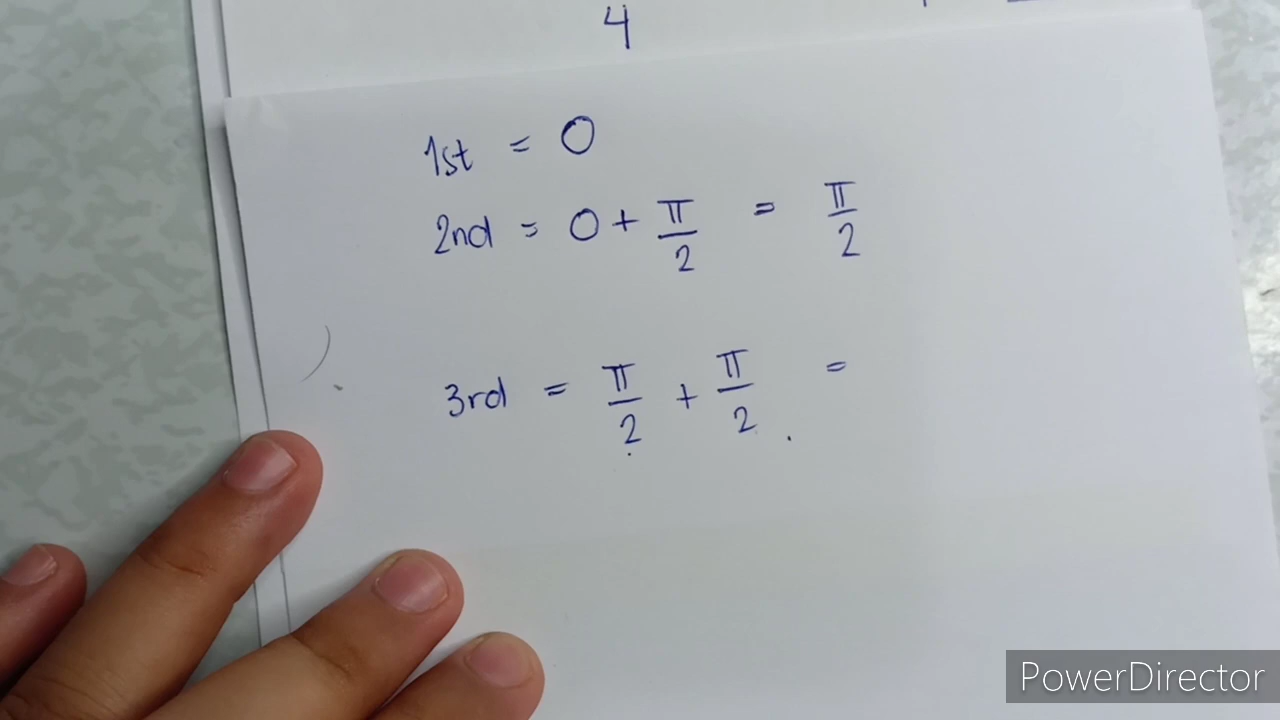 4
1st = 0
2nd = 0 + π/2 = π/2
3rd = π/2 + π/2 =
PowerDirector